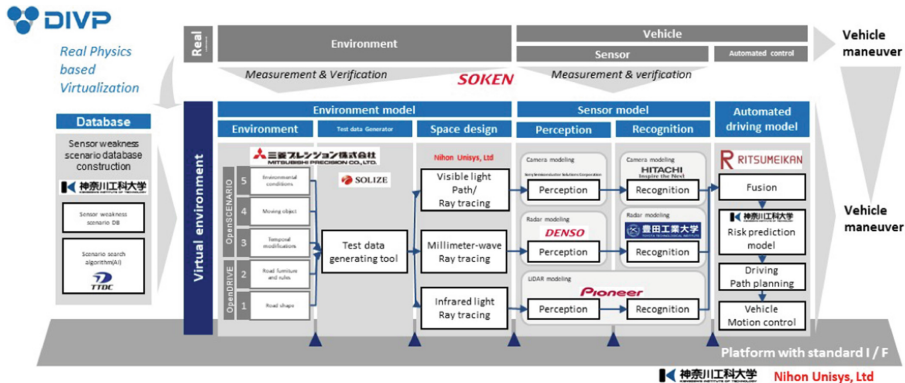 DIVP
Real Physics
based
Virtualization
Real
Environment
Vehicle
Sensor
Automated control
Vehicle
maneuver
Measurement & Verification
SOKEN
Measurement & verification
Database
Sensor weakness
scenario database
construction
神奈川工科大学
Sensor weakness
scenario DB
Scenario search
algorithm(AI)
TTDC
Virtual environment
Environment model
Environment
Test data Generator
Space design
三菱プレシジョン株式会社
MITSUBISHI PRECISION CO.,LTD.
SOLIZE
Nihon Unisys, Ltd
OpenSCENARIO
OpenDRIVE
5
Environmental
conditions
4
Moving object
3
Temporal
modifications
2
Road furniture
and rules
1
Road shape
Test data
generating tool
Visible light
Path/
Ray tracing
Millimeter-wave
Ray tracing
Infrared light
Ray tracing
Sensor model
Perception
Recognition
Camera modeling
Perception
Camera modeling
HITACHI
Inspire the Next
Recognition
Radar modeling
DENSO
Perception
Radar modeling
豊田工業大学
Recognition
LiDAR modeling
Pioneer
Perception
Recognition
Automated
driving model
RITSUMEIKAN
Fusion
神奈川工科大学
Risk prediction
model
Driving
Path planning
Vehicle
Motion control
Vehicle
maneuver
Platform with standard I / F
神奈川工科大学
Nihon Unisys, Ltd